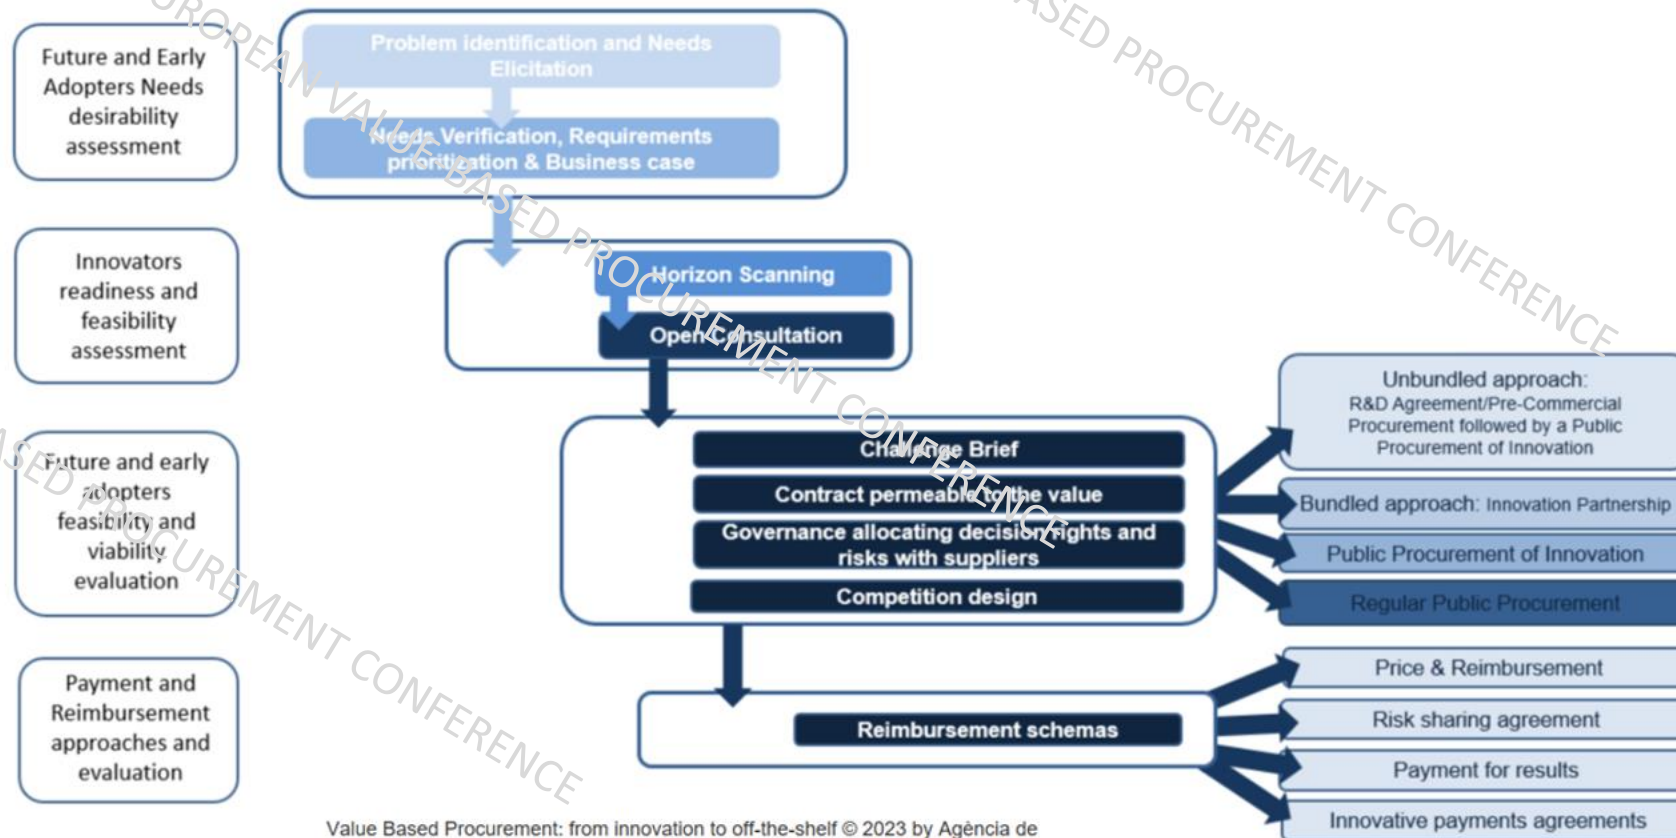 Future and Early
Adopters Needs
desirability
assessment
Problem identification and Needs
Elicitation
Needs Verification, Requirements
prioritization & Business case
Innovators
readiness and
feasibility
assessment
Horizon Scanning
Open Consultation
Future and early
adopters
feasibility and
viability
evaluation
Challenge Brief
Contract permeable to the value
Governance allocating decision rights and
risks with suppliers
Competition design
Unbundled approach:
R&D Agreement/Pre-Commercial
Procurement followed by a Public
Procurement of Innovation
Bundled approach: Innovation Partnership
Public Procurement of Innovation
Regular Public Procurement
Payment and
Reimbursement
approaches and
evaluation
Reimbursement schemas
Price & Reimbursement
Risk sharing agreement
Payment for results
Innovative payments agreements
Value Based Procurement: from innovation to off-the-shelf © 2023 by Agència de
EUROPEAN VALUE-BASED PROCUREMENT CONFERENCE
BASED PROCUREMENT CONFERENCE
BASED PROCUREMENT CONFERENCE